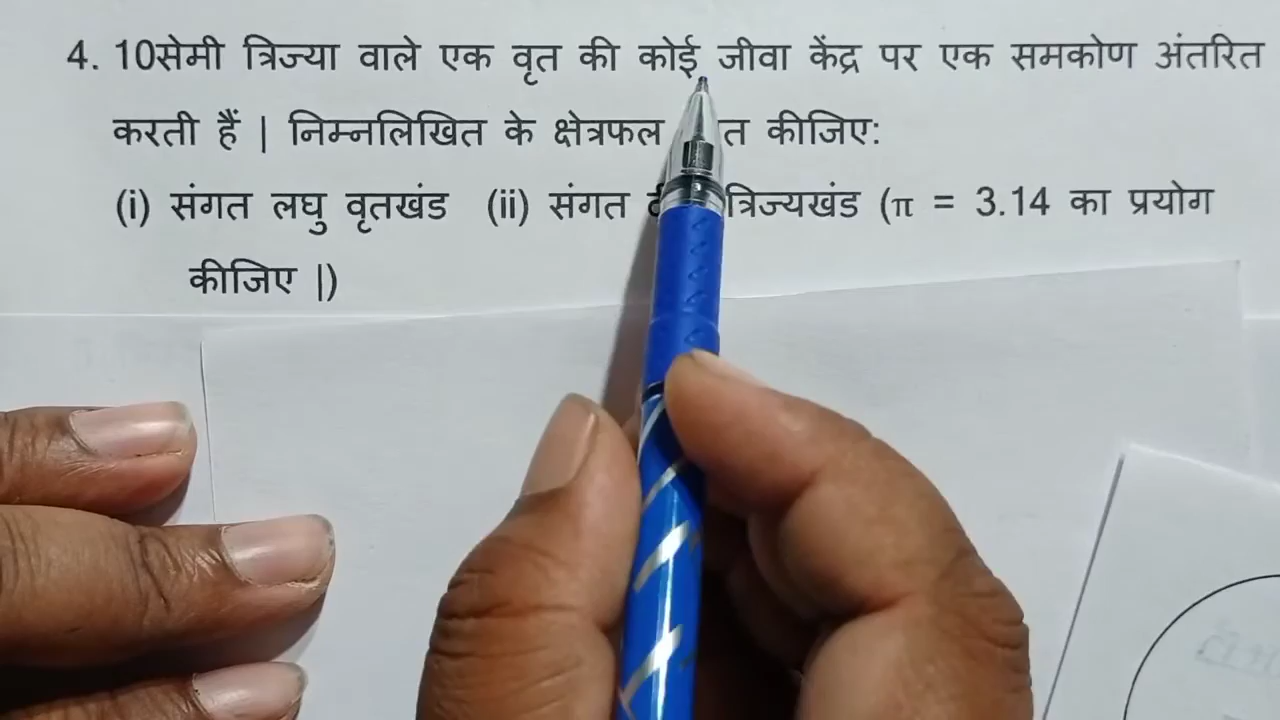 4. 10सेमी त्रिज्या वाले एक वृत की कोई जीवा केंद्र पर एक समकोण अंतरित
करती हैं | निम्नलिखित के क्षेत्रफल कीजिए:
(i) संगत लघु वृतखंड (ii) संगत त्रिज्यखंड (π = 3.14 का प्रयोग
कीजिए |)